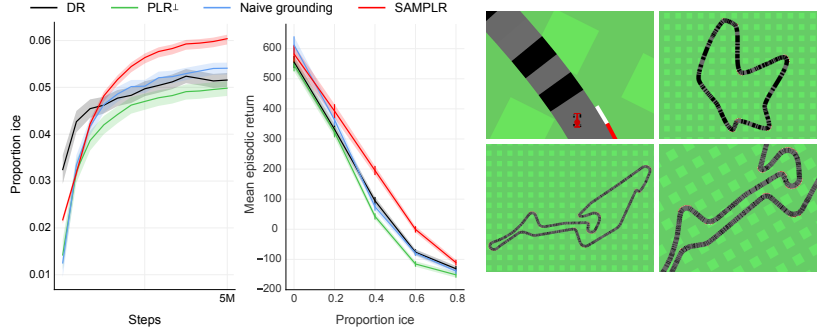 DR PLR⊥ Naive grounding SAMPLR
Proportion ice
0.06
0.05
0.04
0.03
0.02
0.01
5M
Steps
Mean episodic return
600
500
400
300
200
100
0
−100
−200
0 0.2 0.4 0.6 0.8
Proportion ice